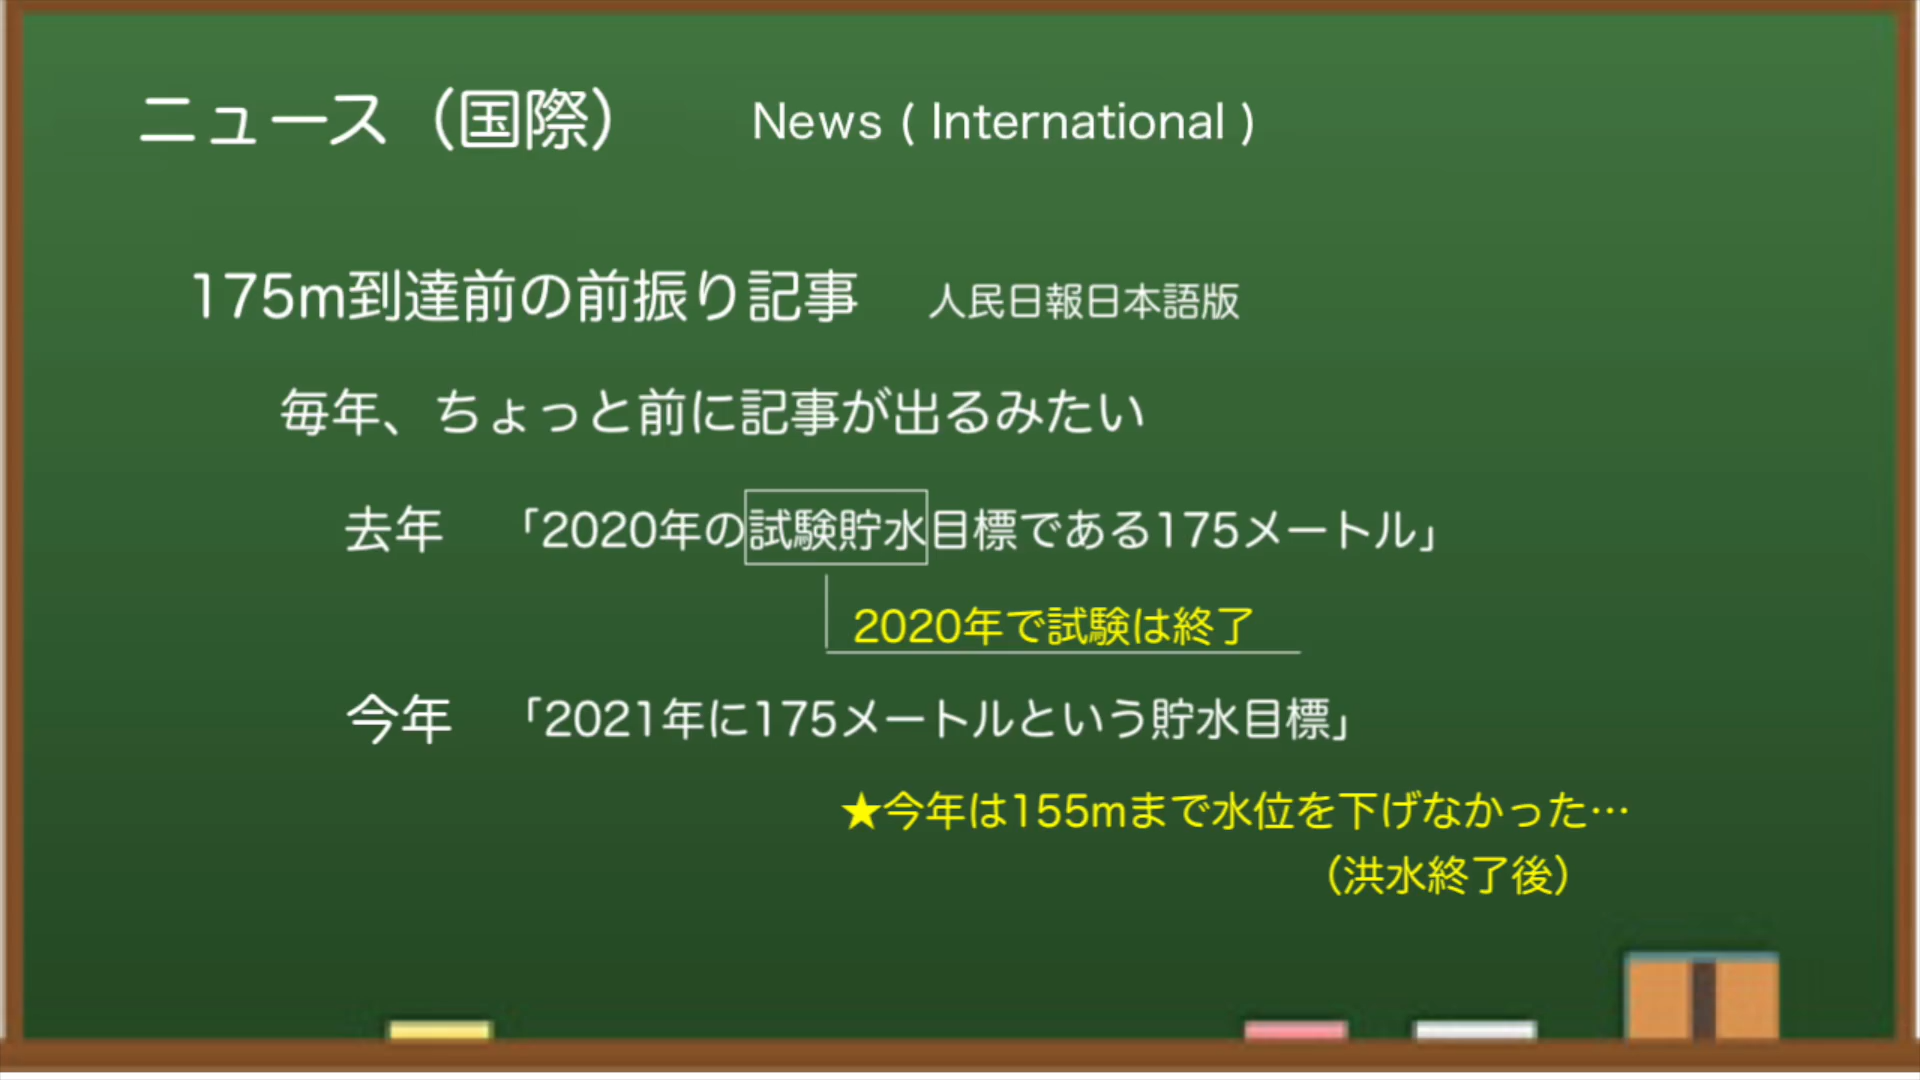 ニュース（国際） News ( International )
175m到達前の前振り記事 人民日報日本語版
毎年、ちょっと前に記事が出るみたい
去年 「2020年の試験貯水目標である175メートル」
2020年で試験は終了
今年 「2021年に175メートルという貯水目標」
★今年は155mまで水位を下げなかった…
（洪水終了後）